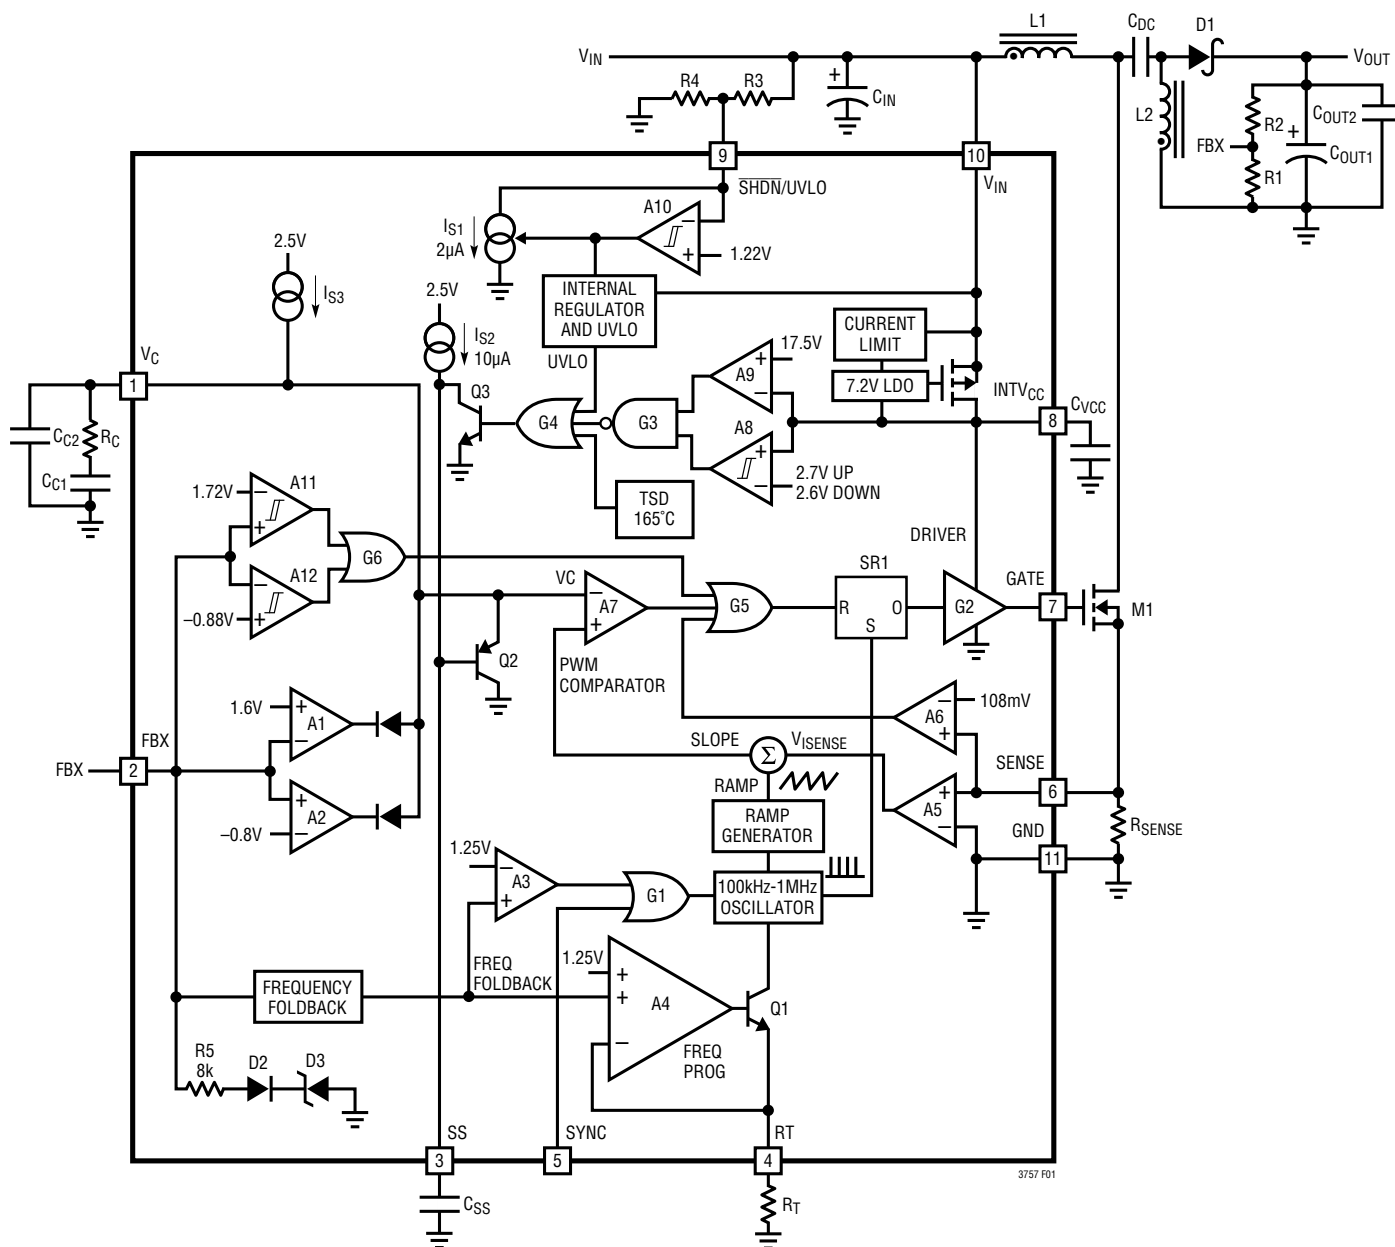 L1
CDC
D1
VIN
VOUT
R4
R3
CIN
L2
R2
COUT2
FBX
COUT1
R1
9
10
SHDN/UVLO
VIN
A10
–
+
1.22V
IS1
2µA
2.5V
IS3
2.5V
IS2
10µA
INTERNAL
REGULATOR
AND UVLO
UVLO
CURRENT
LIMIT
7.2V LDO
17.5V
+
A9
–
INTVCC
CVCC
8
VC
1
Q3
G4
G3
A8
+
–
2.7V UP
2.6V DOWN
CC2
RC
CC1
TSD
165˚C
1.72V
–
A11
+
G6
–
A12
+
–0.88V
DRIVER
SR1
VC
–
A7
+
G5
R
O
S
G2
GATE
7
M1
Q2
PWM
COMPARATOR
1.6V
+
A1
–
–
A6
+
108mV
SLOPE
Σ
VISENSE
SENSE
6
FBX
FBX
2
+
A2
–
–0.8V
RAMP
RAMP
GENERATOR
+
A5
–
GND
11
RSENSE
1.25V
–
A3
+
G1
100kHz-1MHz
OSCILLATOR
FREQ
FOLDBACK
1.25V
+
+
A4
–
Q1
FREQ
PROG
FREQUENCY
FOLDBACK
R5
8k
D2
D3
SS
SYNC
RT
3
5
4
3757 F01
CSS
RT